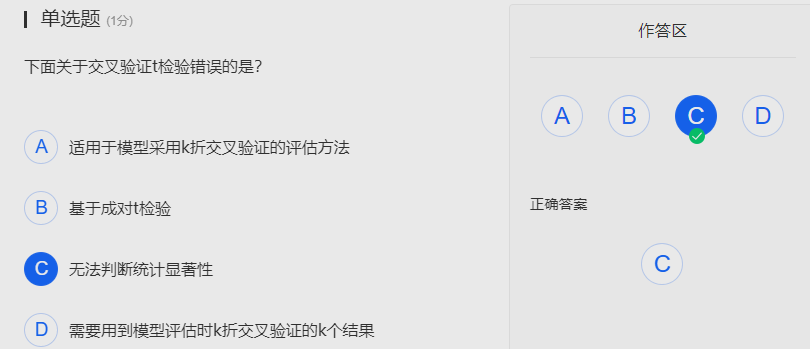 单选题 (1分)
下面关于交叉验证t检验错误的是？
A 适用于模型采用k折交叉验证的评估方法
B 基于成对t检验
C 无法判断统计显著性
D 需要用到模型评估时k折交叉验证的k个结果
作答区
A B C D
正确答案
C